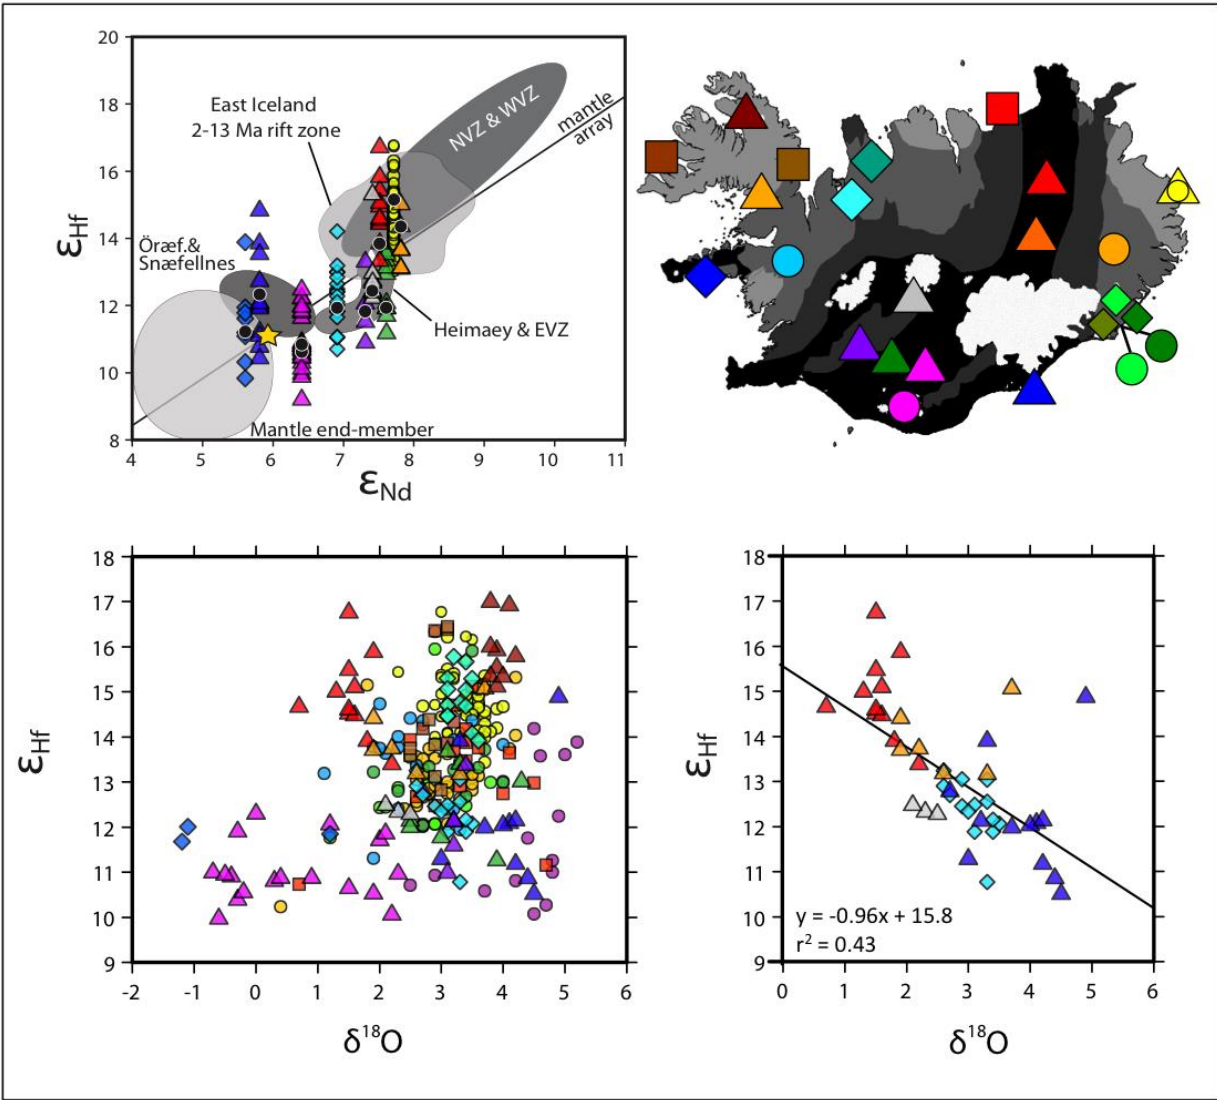 20
18
16
14
12
10
8
εHf
East Iceland
2-13 Ma rift zone
NVZ & WVZ
mantle
array
Öræf.&
Snæfellnes
Heimaey & EVZ
Mantle end-member
4 5 6 7 8 9 10 11
εNd
18
17
16
15
14
13
12
11
10
9
εHf
-2 -1 0 1 2 3 4 5 6
δ¹⁸O
18
17
16
15
14
13
12
11
10
9
εHf
y = -0.96x + 15.8
r² = 0.43
0 1 2 3 4 5 6
δ¹⁸O